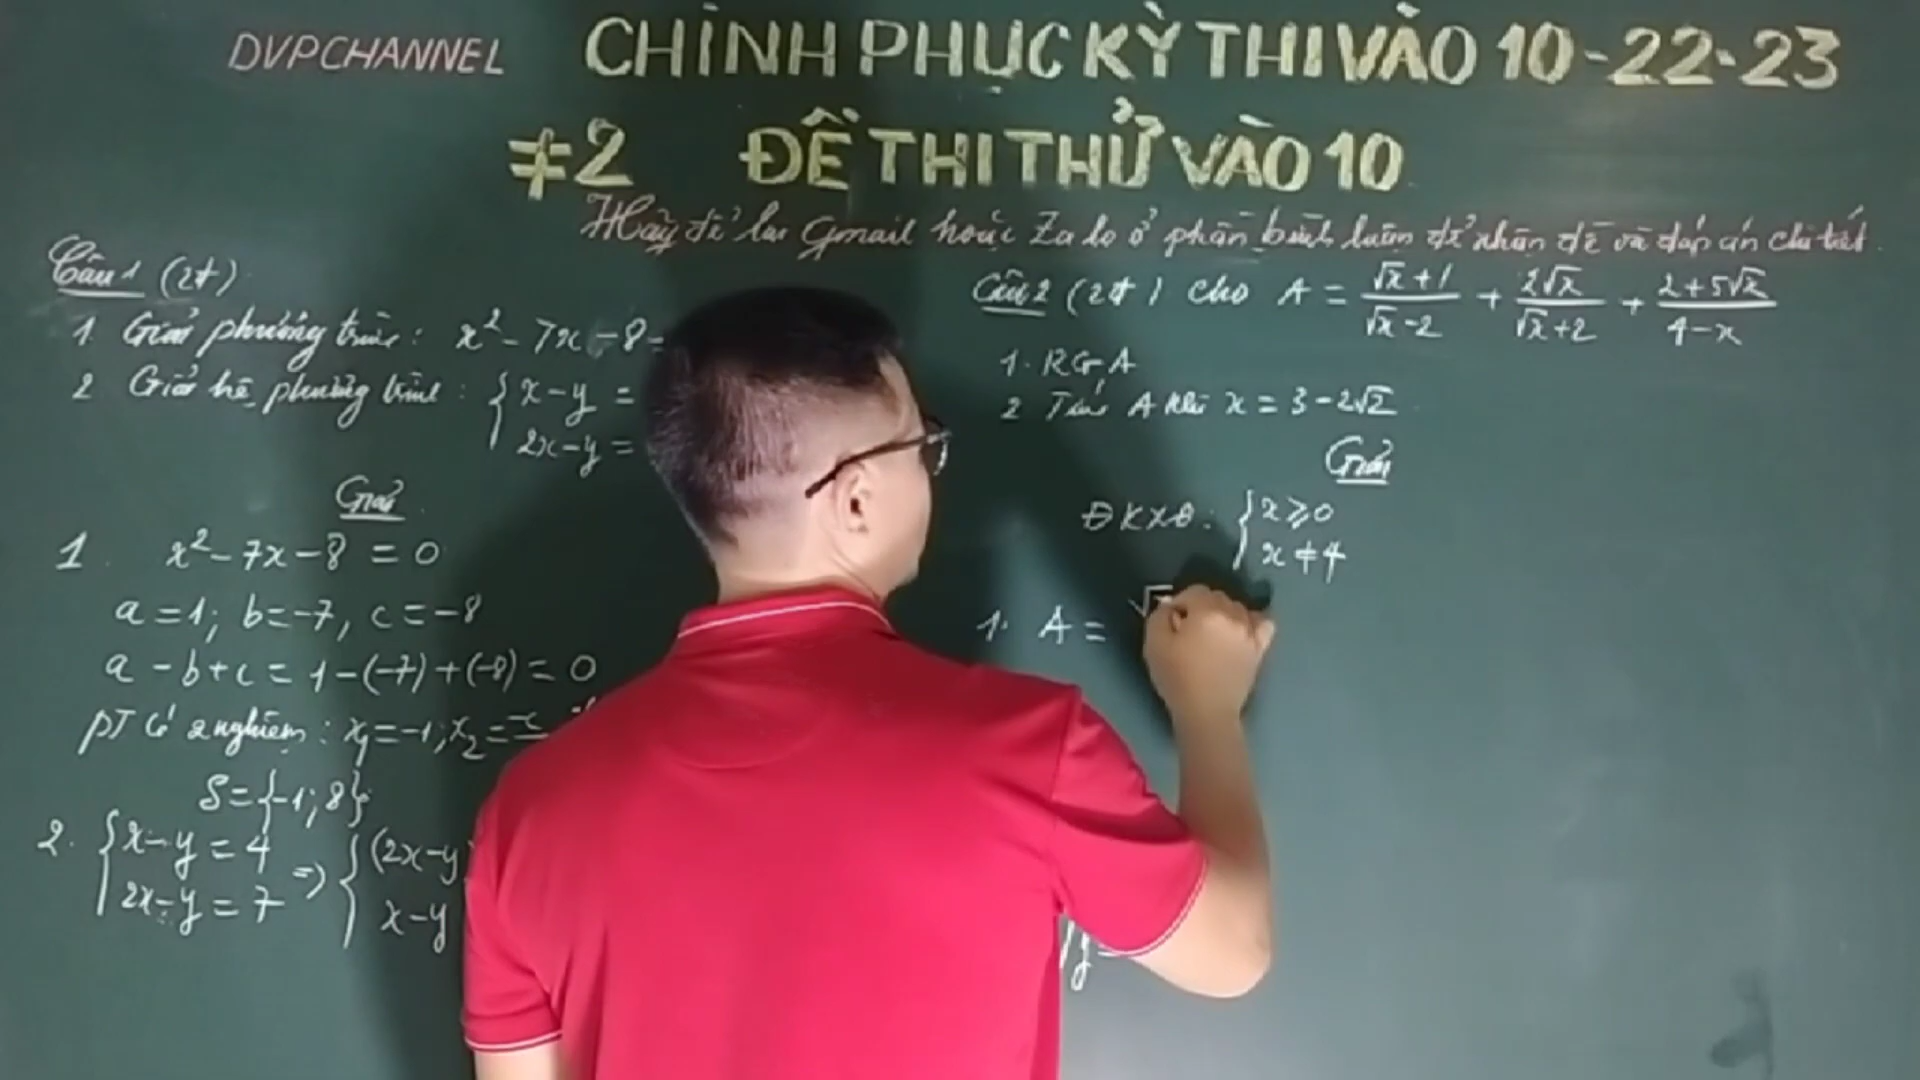 DVPCHANNEL CHINH PHỤC KỲ THI VÀO 10-22-23
#2 ĐỀ THI THỬ VÀO 10
Hãy để lại Gmail hoặc Zalo ở phần bình luận để nhận đề và đáp án chi tiết.
Câu 1 (2đ)
1. Giải phương trình: x² - 7x - 8 =
2. Giải hệ phương trình: { x - y =
2x - y =
Giải
1. x² - 7x - 8 = 0
a = 1; b = -7, c = -8
a - b + c = 1 - (-7) + (-8) = 0
PT có 2 nghiệm: x₁ = -1; x₂ = -c
S = {-1; 8}
2. { x - y = 4 => { (2x - y)
2x - y = 7 x - y
y =
Câu 2 (2đ) cho A = (√x + 1)/(√x - 2) + 2√x/(√x + 2) + (2 + 5√x)/(4 - x)
1. RG A
2 Tính A khi x = 3 - 2√2
Giải
ĐKXĐ: { x ⩾ 0
x ≠ 4
1. A = √